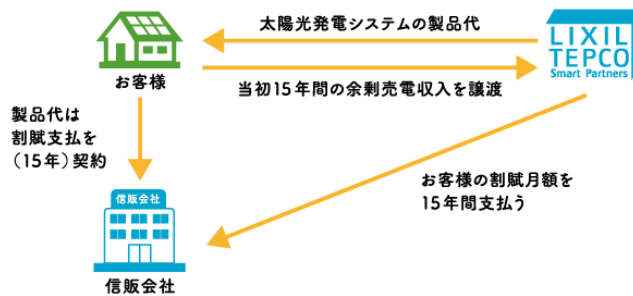 太陽光発電システムの製品代
LIXIL
TEPCO
Smart Partners
お客様
当初15年間の余剰売電収入を譲渡
製品代は
割賦支払を
（15年）契約
お客様の割賦月額を
15年間支払う
信販会社
信販会社